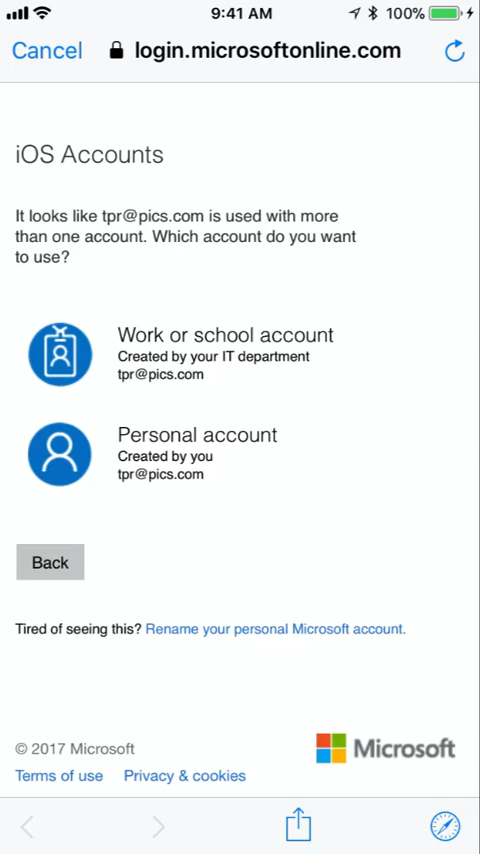 9:41 AM 100%
Cancel login.microsoftonline.com
iOS Accounts
It looks like tpr@pics.com is used with more
than one account. Which account do you want
to use?
Work or school account
Created by your IT department
tpr@pics.com
Personal account
Created by you
tpr@pics.com
Back
Tired of seeing this? Rename your personal Microsoft account.
© 2017 Microsoft
Microsoft
Terms of use Privacy & cookies